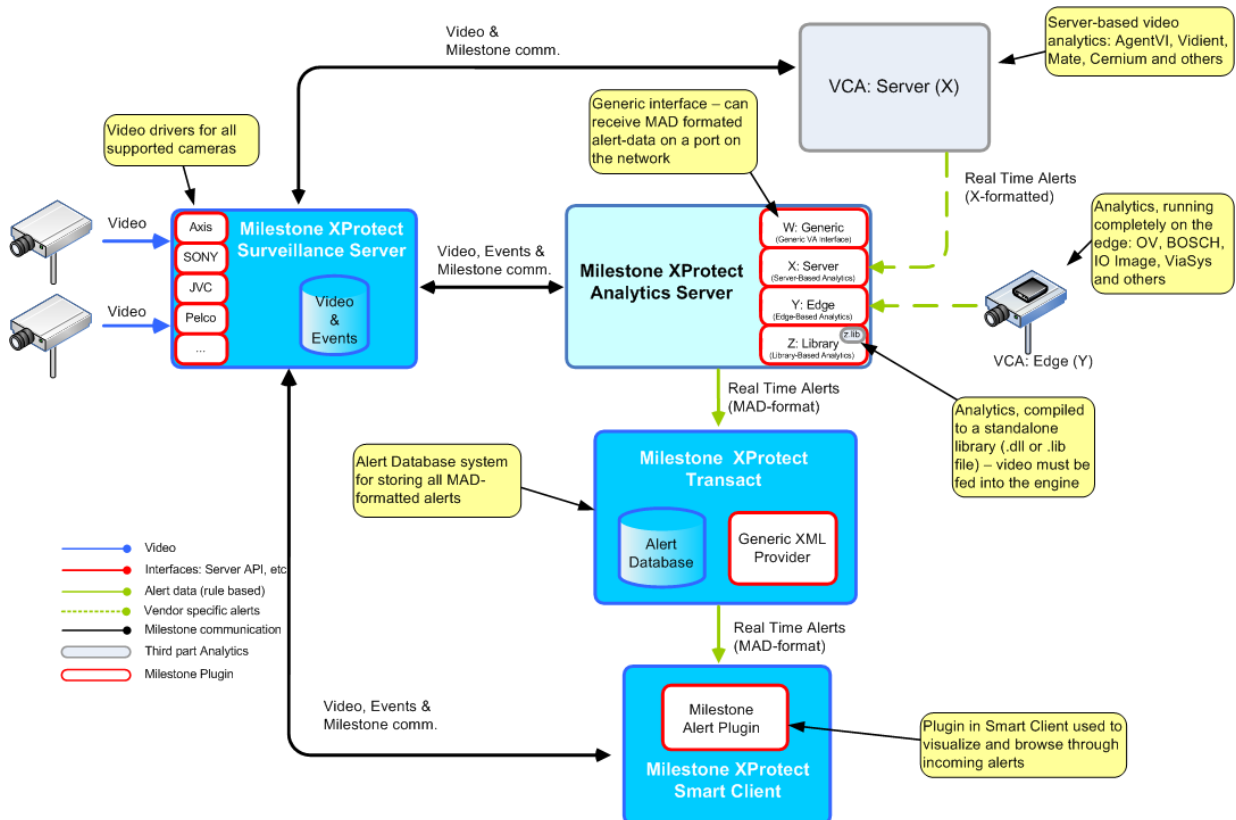 Video &
Milestone comm.
Server-based video
analytics: AgentVI, Vidient,
Mate, Cernium and others
VCA: Server (X)
Generic interface – can
receive MAD formated
alert-data on a port on
the network
Video drivers for all
supported cameras
Real Time Alerts
(X-formatted)
Analytics, running
completely on the
edge: OV, BOSCH,
IO Image, ViaSys
and others
Video
Video
Axis
SONY
JVC
Pelco
...
Milestone XProtect
Surveillance Server
Video
&
Events
Video, Events &
Milestone comm.
Milestone XProtect
Analytics Server
W: Generic
(Generic VA Interface)
X: Server
(Server-Based Analytics)
Y: Edge
(Edge-Based Analytics)
z.lib
Z: Library
(Library-Based Analytics)
VCA: Edge (Y)
Real Time Alerts
(MAD-format)
Analytics, compiled
to a standalone
library (.dll or .lib
file) – video must be
fed into the engine
Alert Database system
for storing all MAD-
formatted alerts
Milestone XProtect
Transact
Alert
Database
Generic XML
Provider
Video
Interfaces: Server API, etc
Alert data (rule based)
Vendor specific alerts
Milestone communication
Third part Analytics
Milestone Plugin
Real Time Alerts
(MAD-format)
Video, Events &
Milestone comm.
Milestone
Alert Plugin
Milestone XProtect
Smart Client
Plugin in Smart Client used to
visualize and browse through
incoming alerts